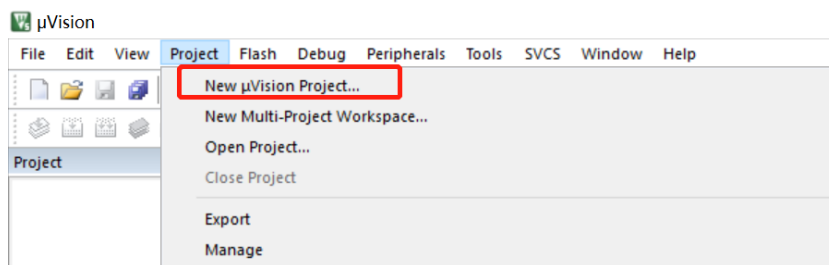 µVision
File Edit View Project Flash Debug Peripherals Tools SVCS Window Help
New µVision Project...
New Multi-Project Workspace...
Open Project...
Project
Close Project
Export
Manage